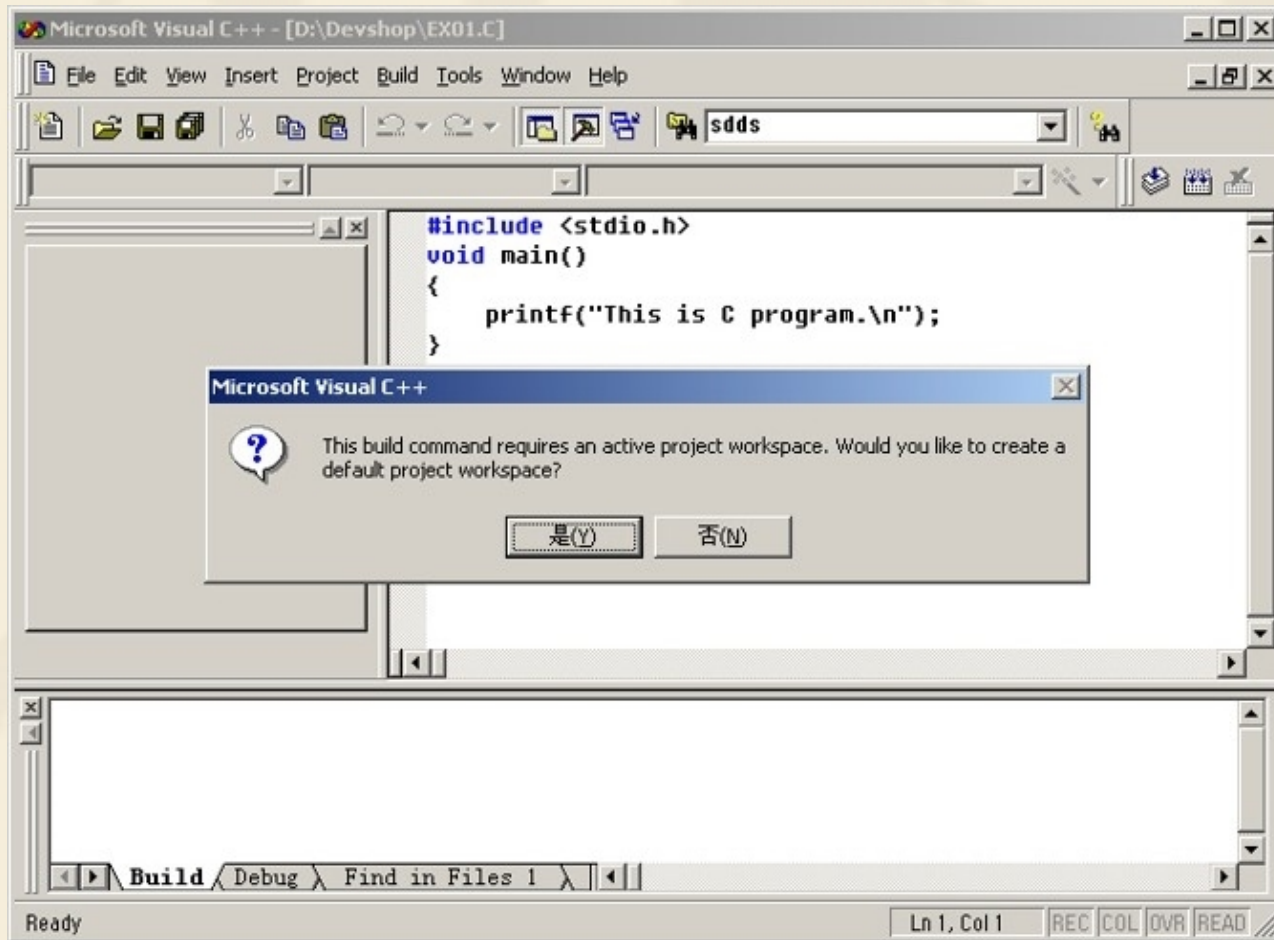 Microsoft Visual C++ - [D:\Devshop\EX01.C]
File Edit View Insert Project Build Tools Window Help
sdds
#include <stdio.h>
void main()
{
printf("This is C program.\n");
}
Microsoft Visual C++
This build command requires an active project workspace. Would you like to create a
default project workspace?
是(Y) 否(N)
Build Debug Find in Files 1
Ready Ln 1, Col 1 REC COL OVR READ